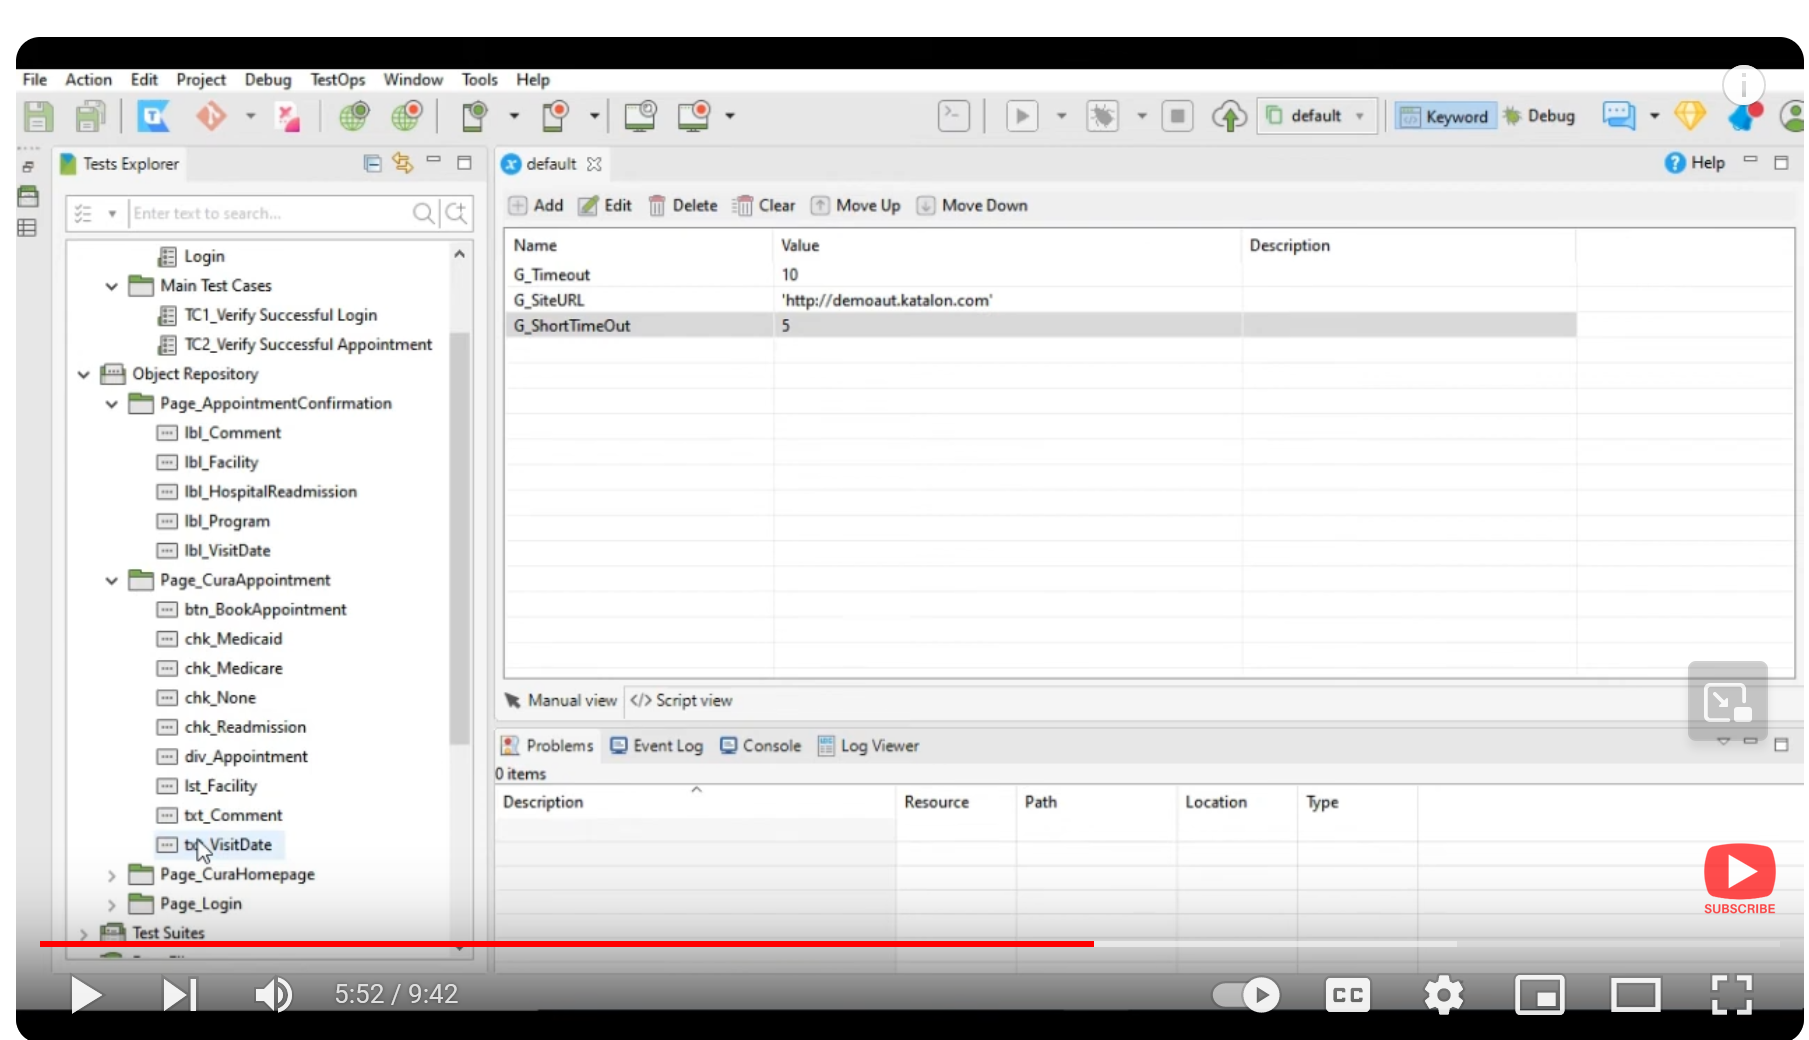 File Action Edit Project Debug TestOps Window Tools Help
default Keyword Debug
Tests Explorer
default
Help
Enter text to search...
Add Edit Delete Clear Move Up Move Down
Name Value Description
G_Timeout 10
G_SiteURL 'http://demoaut.katalon.com'
G_ShortTimeOut 5
Login
Main Test Cases
TC1_Verify Successful Login
TC2_Verify Successful Appointment
Object Repository
Page_AppointmentConfirmation
lbl_Comment
lbl_Facility
lbl_HospitalReadmission
lbl_Program
lbl_VisitDate
Page_CuraAppointment
btn_BookAppointment
chk_Medicaid
chk_Medicare
chk_None
chk_Readmission
div_Appointment
lst_Facility
txt_Comment
txt_VisitDate
Page_CuraHomepage
Page_Login
Test Suites
Manual view </> Script view
Problems Event Log Console Log Viewer
0 items
Description Resource Path Location Type
SUBSCRIBE
5:52 / 9:42
CC